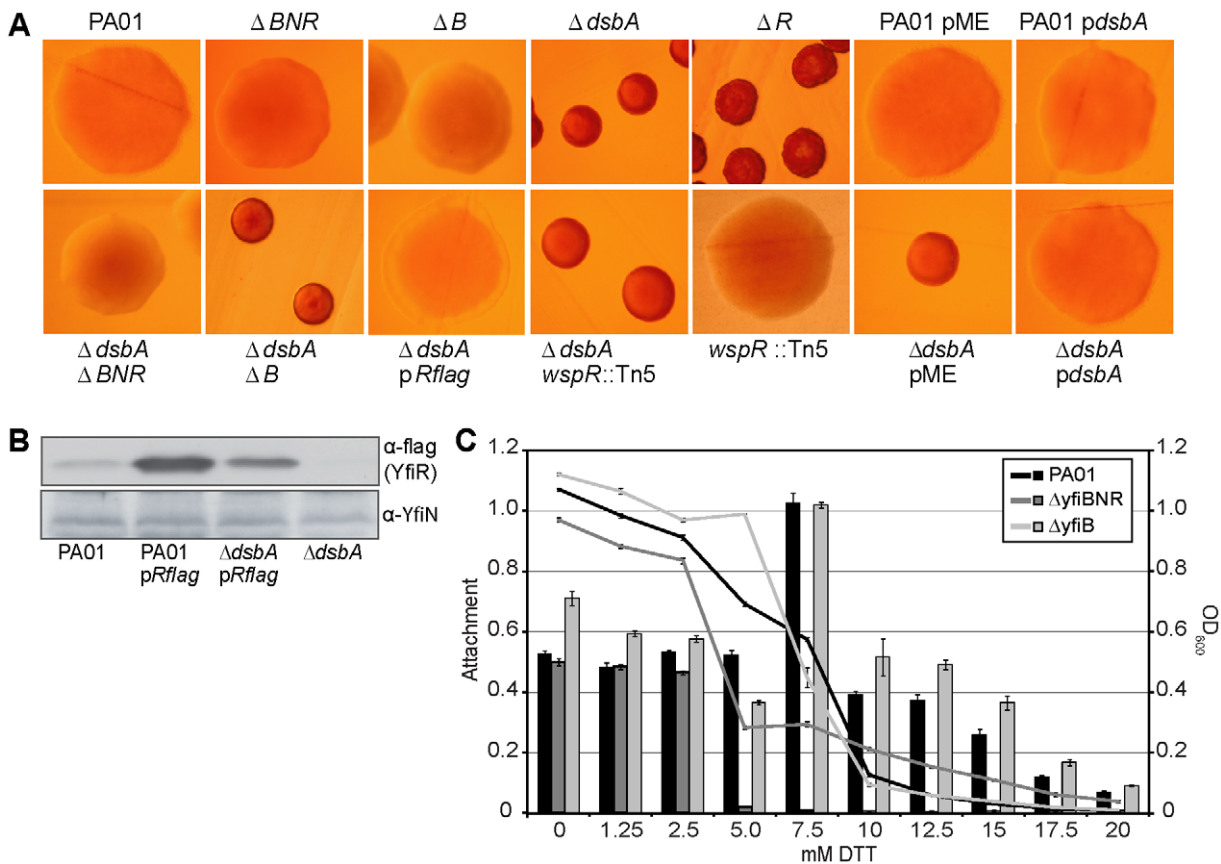 A
PA01
Δ BNR
Δ B
Δ dsbA
Δ R
PA01 pME
PA01 pdsbA
Δ dsbA
Δ BNR
Δ dsbA
Δ B
Δ dsbA
pRflag
Δ dsbA
wspR::Tn5
wspR ::Tn5
ΔdsbA
pME
ΔdsbA
pdsbA
B
α-flag
(YfiR)
α-YfiN
PA01
PA01
pRflag
ΔdsbA
pRflag
ΔdsbA
C
1.2
1.0
0.8
0.6
0.4
0.2
0
Attachment
PA01
ΔyfiBNR
ΔyfiB
1.2
1.0
0.8
0.6
0.4
0.2
0
OD600
0 1.25 2.5 5.0 7.5 10 12.5 15 17.5 20
mM DTT